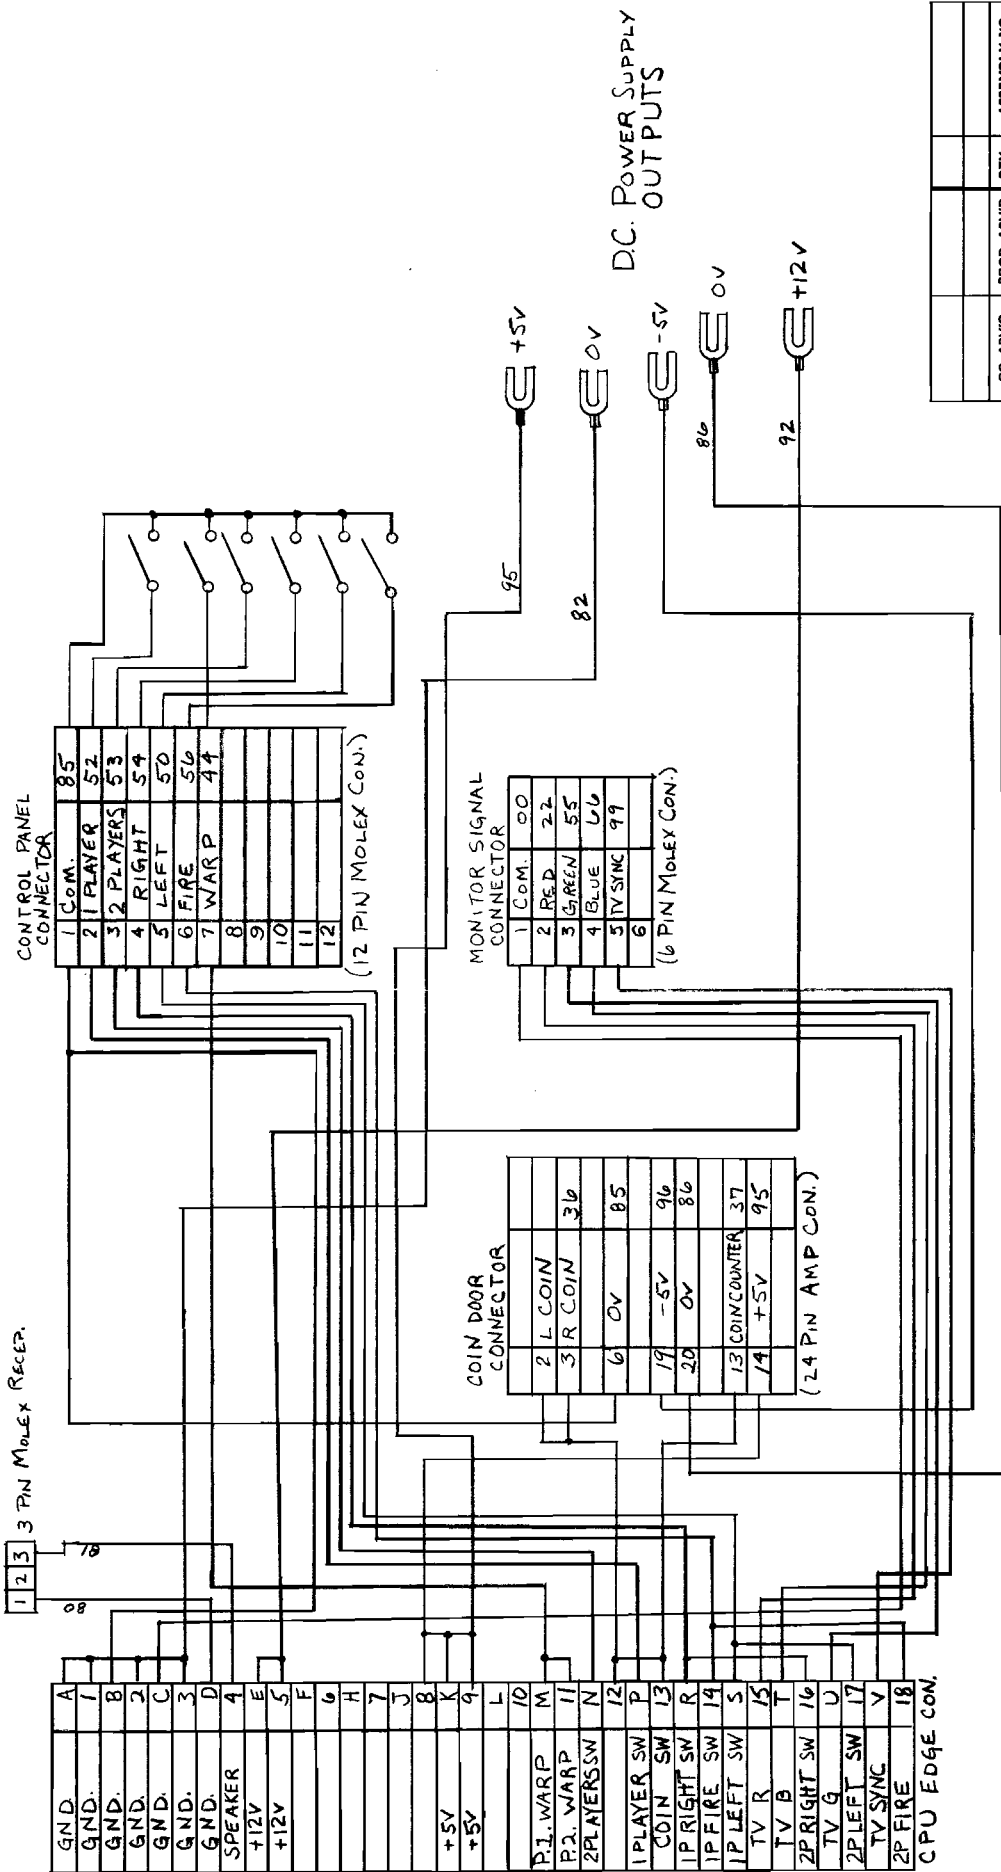 1 2 3
3 PIN MOLEX RECEP.
08
18
GND. A
GND. 1
GND. B
GND. 2
GND. C
GND. 3
GND. D
SPEAKER 4
+12V E
+12V 5
F
6
H
7
J
8
+5V K
+5V 9
L
10
P.1. WARP M
P.2. WARP 11
2PLAYERSSW N
12
1PLAYER SW P
COIN SW 13
1P RIGHT SW R
1P FIRE SW 14
1P LEFT SW S
TV R 15
TV B T
2P RIGHT SW 16
TV G U
2P LEFT SW 17
TV SYNC V
2P FIRE 18
CPU EDGE CON.
CONTROL PANEL
CONNECTOR
1 COM. 85
2 1 PLAYER 52
3 2 PLAYERS 53
4 RIGHT 54
5 LEFT 50
6 FIRE 56
7 WARP 44
8
9
10
11
12
(12 PIN MOLEX CON.)
COIN DOOR
CONNECTOR
2 L COIN
3 R COIN 36
6 0V 85
19 -5V 96
20 0V 86
13 COIN COUNTER 37
14 +5V 95
(24 PIN AMP CON.)
MONITOR SIGNAL
CONNECTOR
1 COM. 00
2 RED 22
3 GREEN 55
4 BLUE 66
5 TV SYNC 99
6
(6 PIN MOLEX CON.)
95
+5V
82
0V
-5V
86
0V
92
+12V
D.C. POWER SUPPLY
OUTPUTS